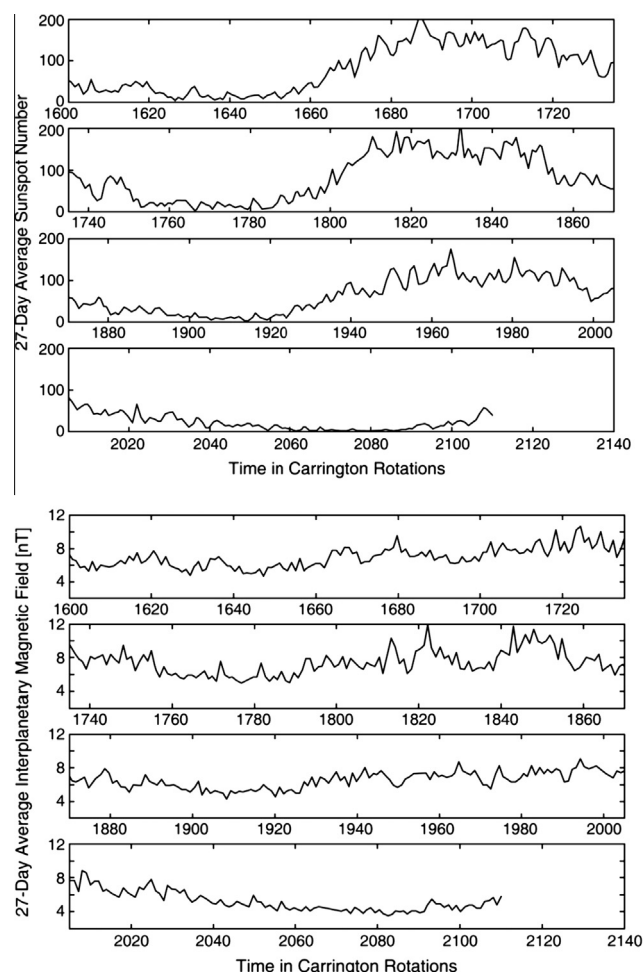 27-Day Average Sunspot Number
200
100
0
1600 1620 1640 1660 1680 1700 1720
200
100
0
1740 1760 1780 1800 1820 1840 1860
200
100
0
1880 1900 1920 1940 1960 1980 2000
200
100
0
2020 2040 2060 2080 2100 2120 2140
Time in Carrington Rotations
27-Day Average Interplanetary Magnetic Field [nT]
12
8
4
1600 1620 1640 1660 1680 1700 1720
12
8
4
1740 1760 1780 1800 1820 1840 1860
12
8
4
1880 1900 1920 1940 1960 1980 2000
12
8
4
2020 2040 2060 2080 2100 2120 2140
Time in Carrington Rotations